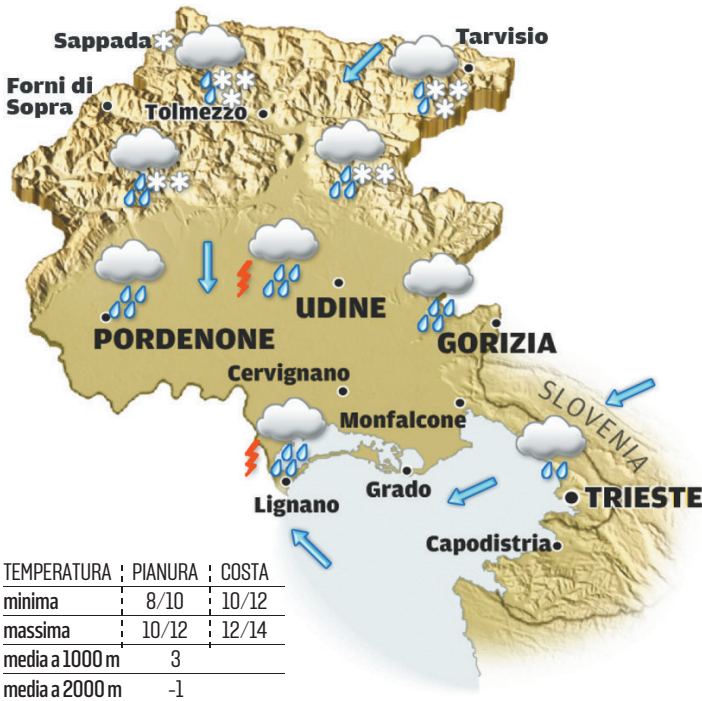 Sappada
Tarvisio
Forni di
Sopra
Tolmezzo
UDINE
PORDENONE
GORIZIA
Cervignano
SLOVENIA
Monfalcone
Grado
Lignano
TRIESTE
Capodistria
TEMPERATURA PIANURA COSTA
minima 8/10 10/12
massima 10/12 12/14
media a 1000 m 3
media a 2000 m -1